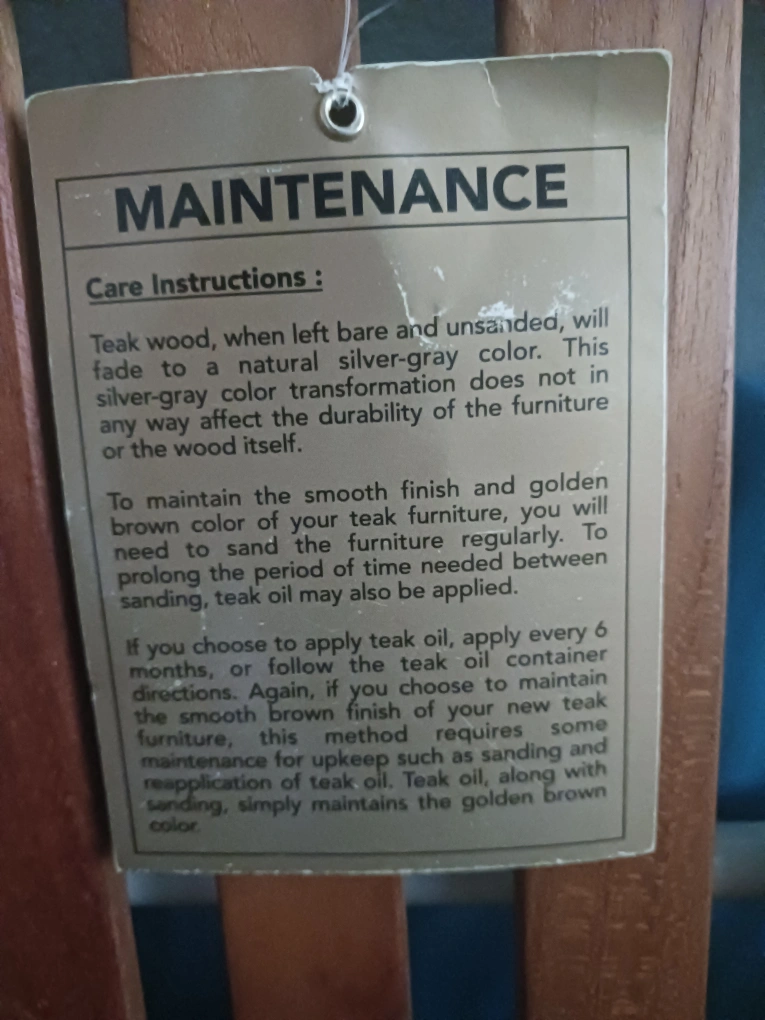 MAINTENANCE
Care Instructions :
Teak wood, when left bare and unsanded, will
fade to a natural silver-gray color. This
silver-gray color transformation does not in
any way affect the durability of the furniture
or the wood itself.
To maintain the smooth finish and golden
brown color of your teak furniture, you will
need to sand the furniture regularly. To
prolong the period of time needed between
sanding, teak oil may also be applied.
If you choose to apply teak oil, apply every 6
months, or follow the teak oil container
directions. Again, if you choose to maintain
the smooth brown finish of your new teak
furniture, this method requires some
maintenance for upkeep such as sanding and
reapplication of teak oil. Teak oil, along with
sanding, simply maintains the golden brown
color.